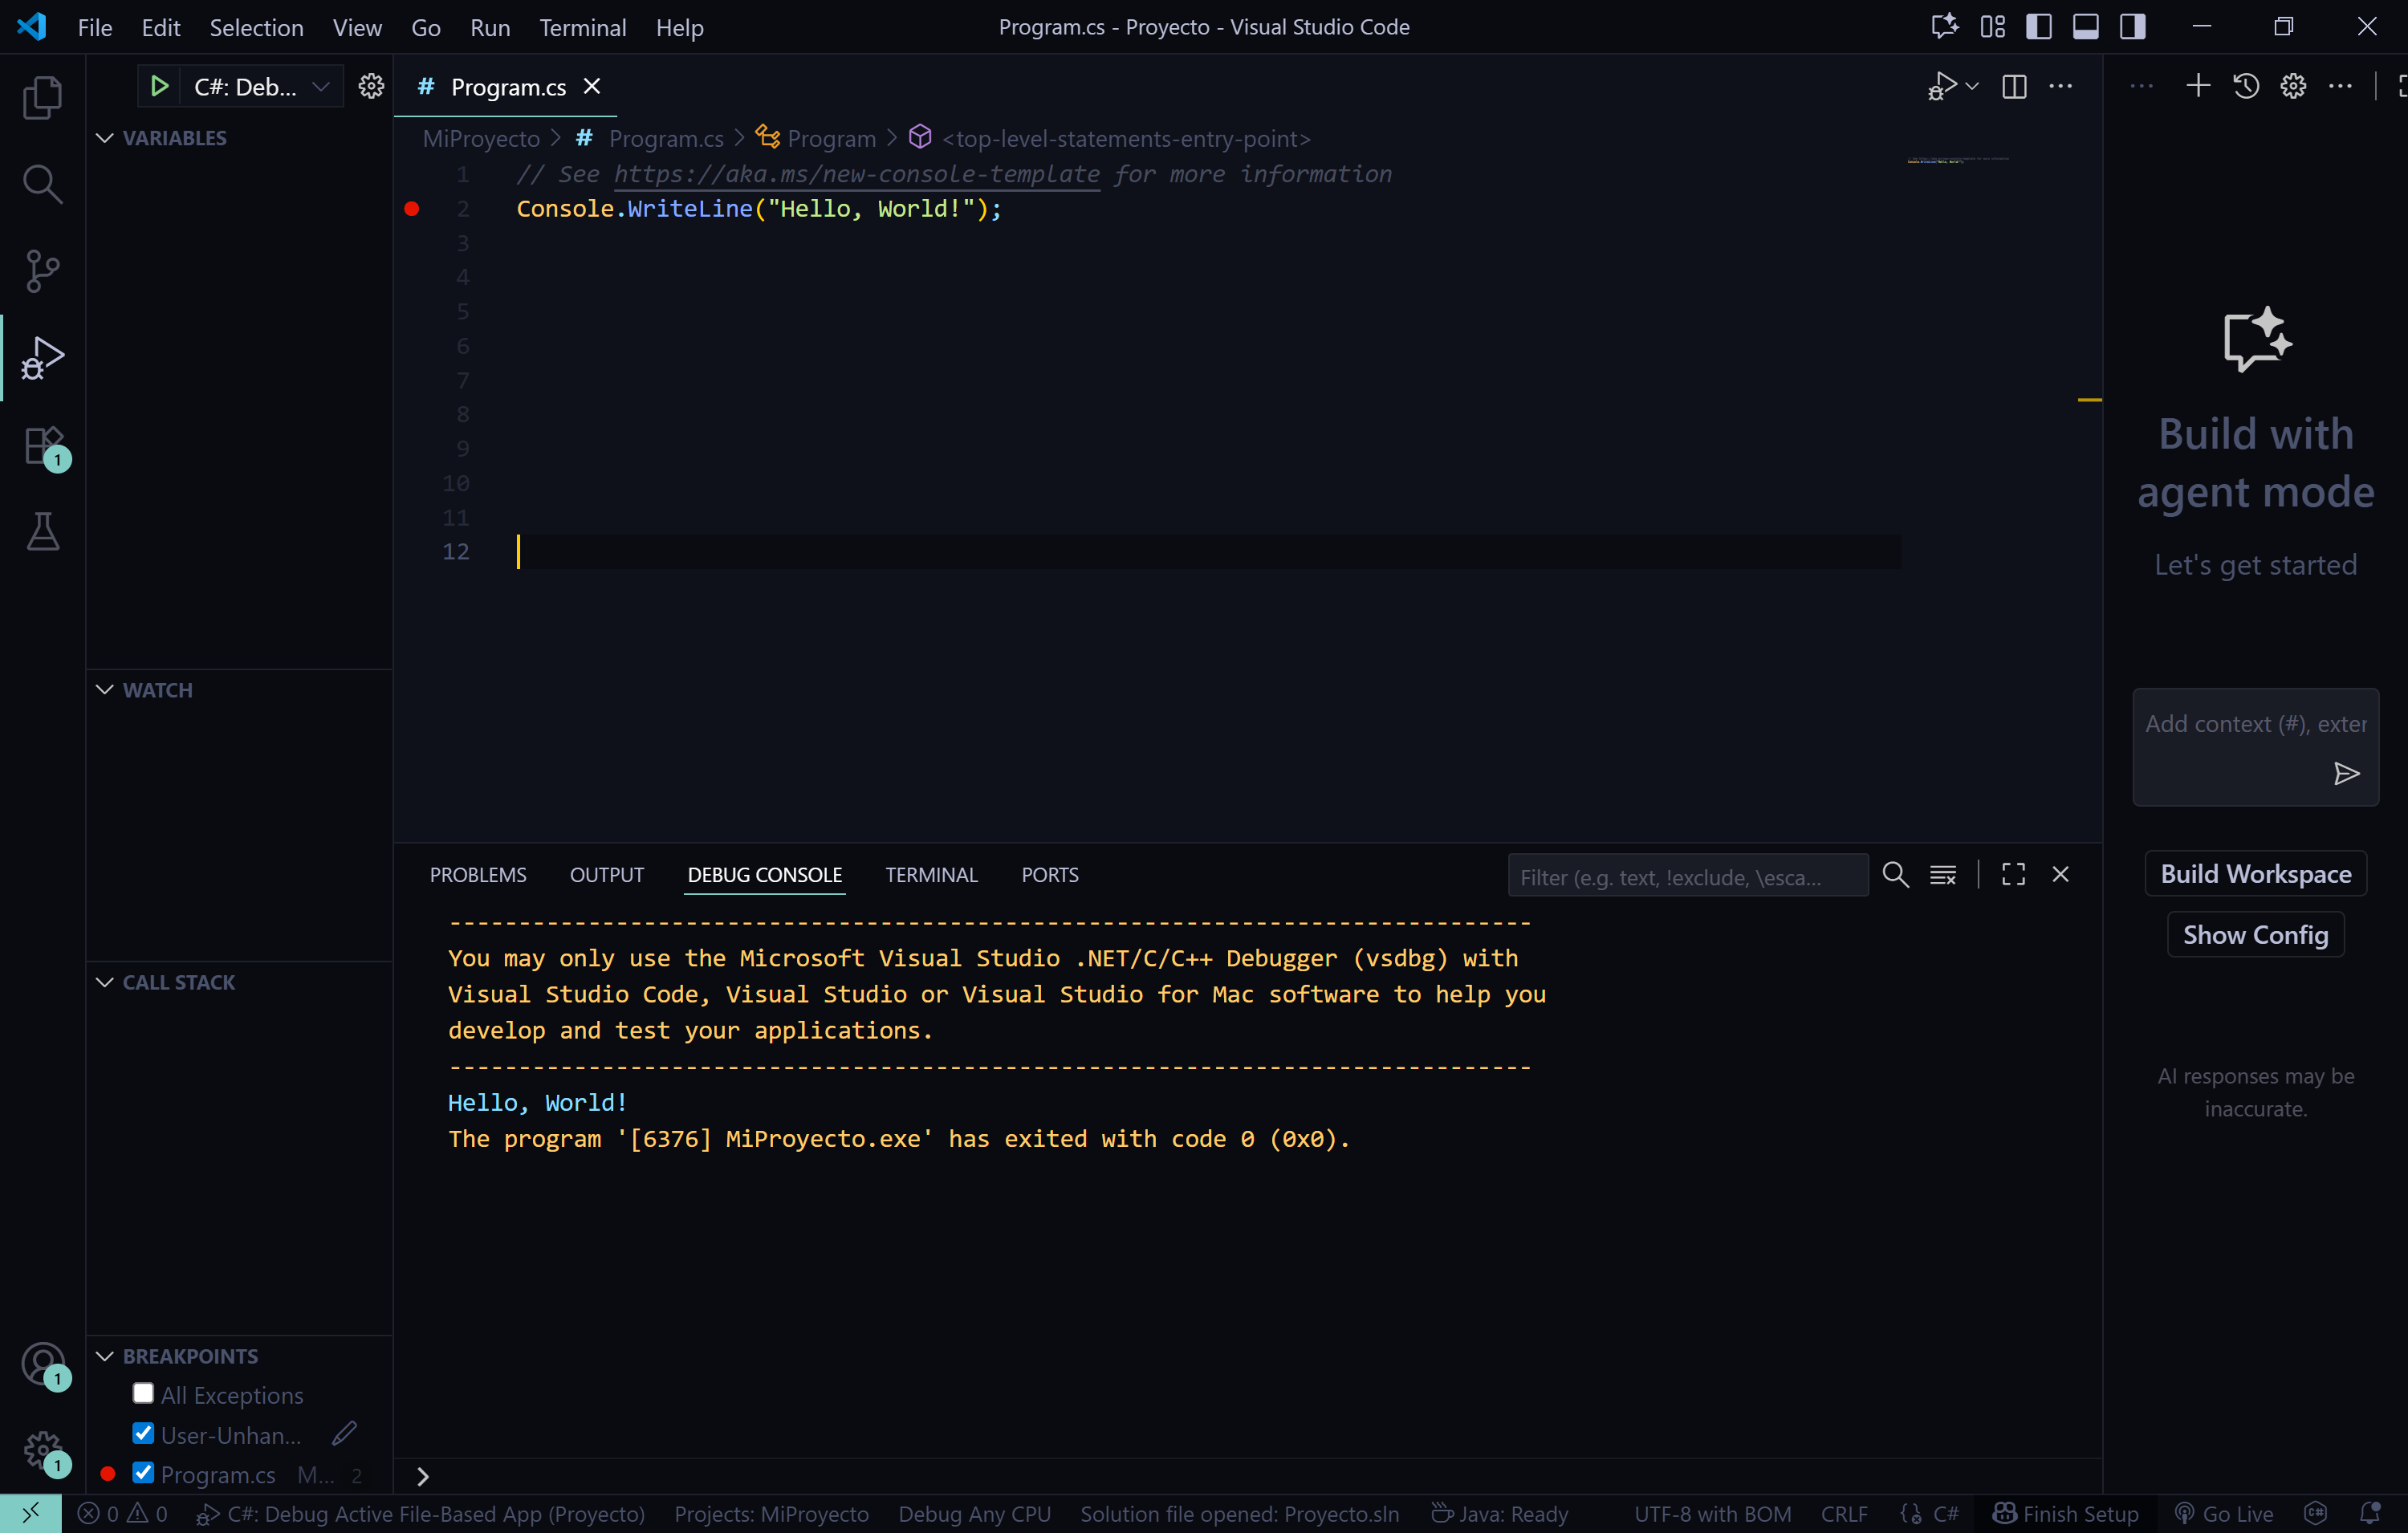 File Edit Selection View Go Run Terminal Help
Program.cs - Proyecto - Visual Studio Code
C#: Deb...
# Program.cs
VARIABLES
MiProyecto > # Program.cs > Program > <top-level-statements-entry-point>
1 // See https://aka.ms/new-console-template for more information
2 Console.WriteLine("Hello, World!");
3
4
5
6
7
8
9
10
11
12
1
WATCH
CALL STACK
BREAKPOINTS
All Exceptions
User-Unhan...
Program.cs M... 2
1
1
PROBLEMS OUTPUT DEBUG CONSOLE TERMINAL PORTS
Filter (e.g. text, !exclude, \esca...
------------------------------------------------------------------------------
You may only use the Microsoft Visual Studio .NET/C/C++ Debugger (vsdbg) with
Visual Studio Code, Visual Studio or Visual Studio for Mac software to help you
develop and test your applications.
------------------------------------------------------------------------------
Hello, World!
The program '[6376] MiProyecto.exe' has exited with code 0 (0x0).
Build with
agent mode
Let's get started
Add context (#), exter
Build Workspace
Show Config
AI responses may be
inaccurate.
0 0 C#: Debug Active File-Based App (Proyecto) Projects: MiProyecto Debug Any CPU Solution file opened: Proyecto.sln Java: Ready UTF-8 with BOM CRLF C# Finish Setup Go Live